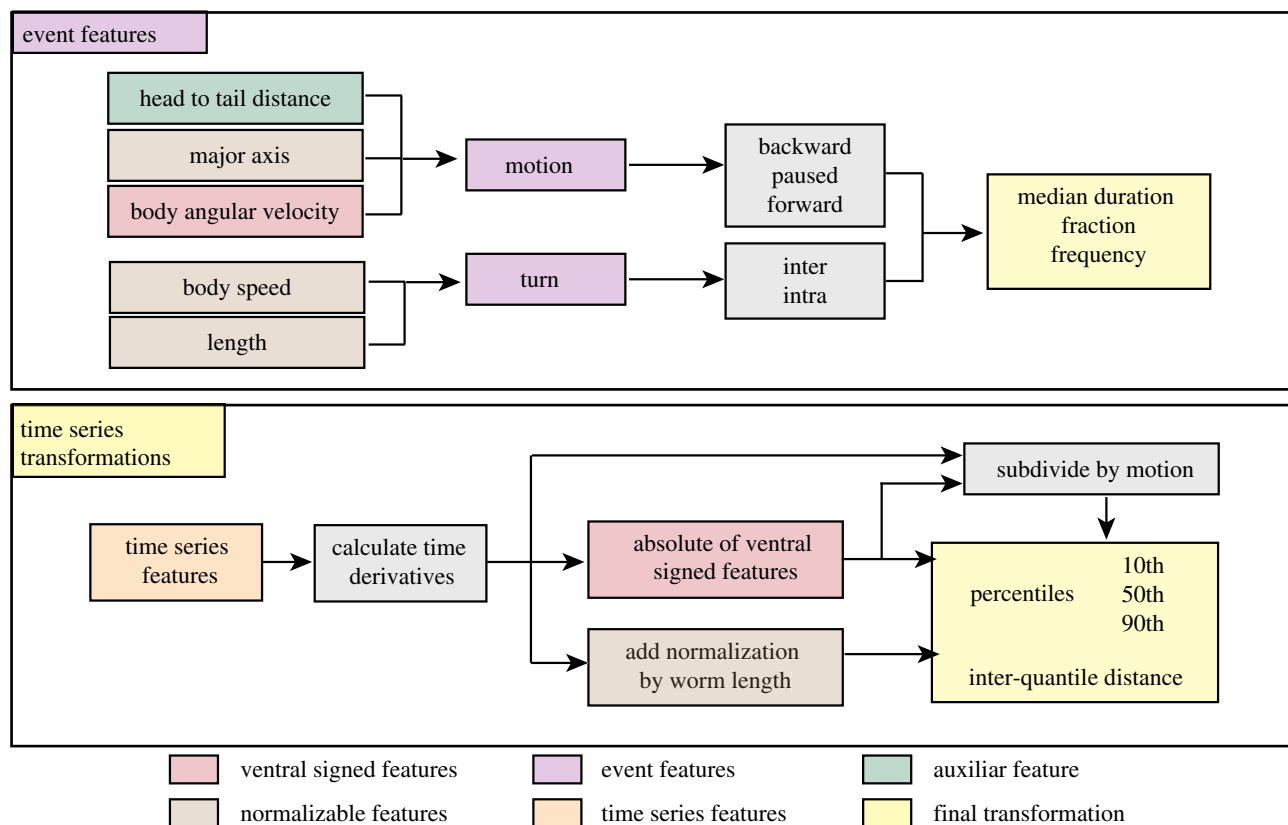 event features
head to tail distance
major axis
body angular velocity
body speed
length
motion
turn
backward
paused
forward
inter
intra
median duration
fraction
frequency
time series
transformations
time series
features
calculate time
derivatives
absolute of ventral
signed features
add normalization
by worm length
subdivide by motion
percentiles
10th
50th
90th
inter-quantile distance
ventral signed features
event features
auxiliar feature
normalizable features
time series features
final transformation